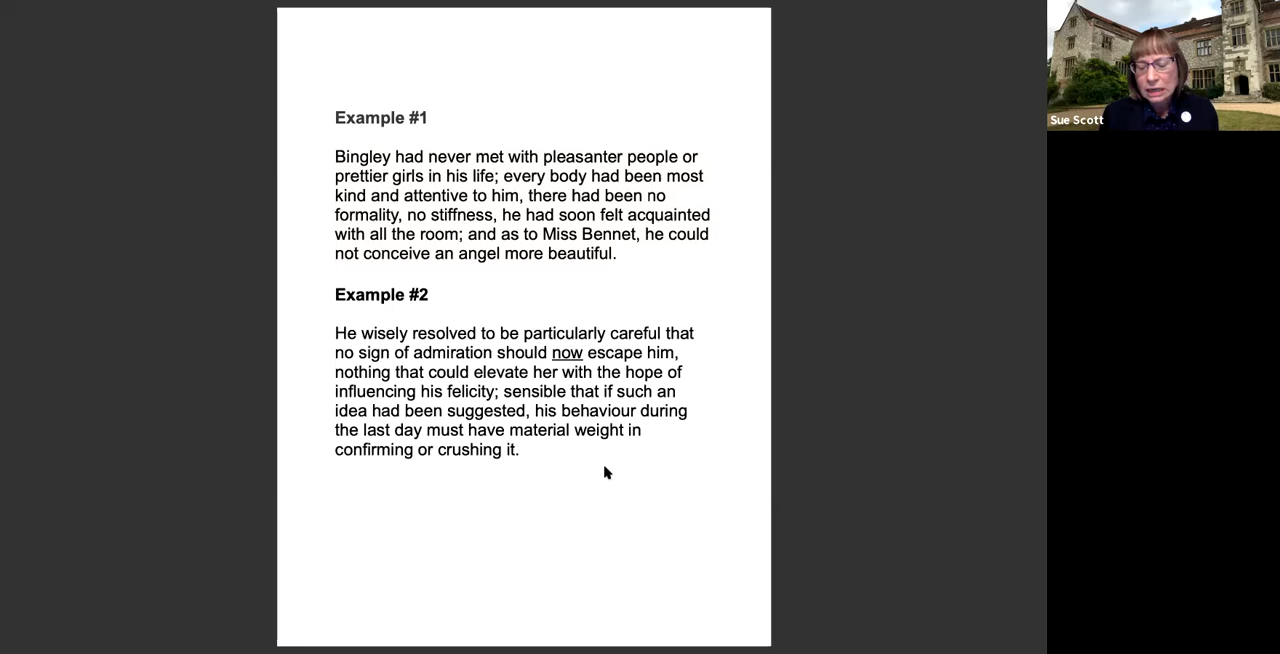 Example #1
Bingley had never met with pleasanter people or
prettier girls in his life; every body had been most
kind and attentive to him, there had been no
formality, no stiffness, he had soon felt acquainted
with all the room; and as to Miss Bennet, he could
not conceive an angel more beautiful.
Example #2
He wisely resolved to be particularly careful that
no sign of admiration should now escape him,
nothing that could elevate her with the hope of
influencing his felicity; sensible that if such an
idea had been suggested, his behaviour during
the last day must have material weight in
confirming or crushing it.
Sue Scott